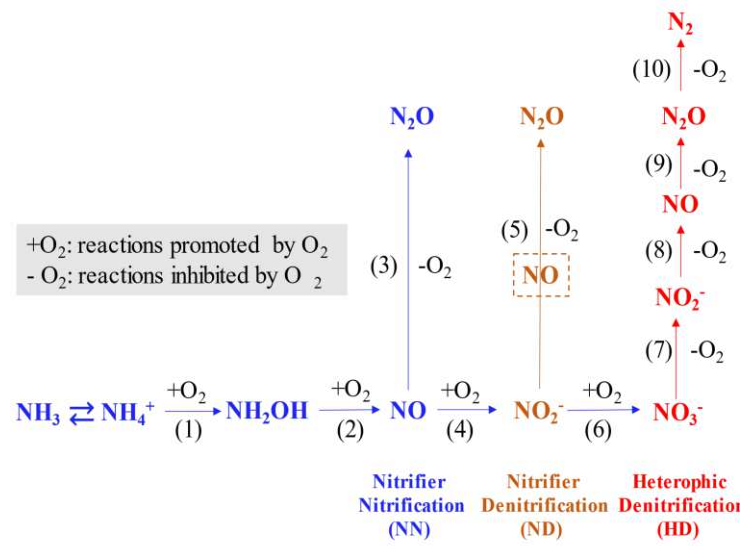 N₂
(10) -O₂
N₂O N₂O N₂O
(9) -O₂
NO
+O₂: reactions promoted by O₂
- O₂: reactions inhibited by O ₂
(3) -O₂
(5) -O₂
NO
(8) -O₂
NO₂⁻
(7) -O₂
NH₃ ⇄ NH₄⁺ +O₂ (1) NH₂OH +O₂ (2) NO +O₂ (4) NO₂⁻ +O₂ (6) NO₃⁻
Nitrifier
Nitrification
(NN)
Nitrifier
Denitrification
(ND)
Heterophic
Denitrification
(HD)